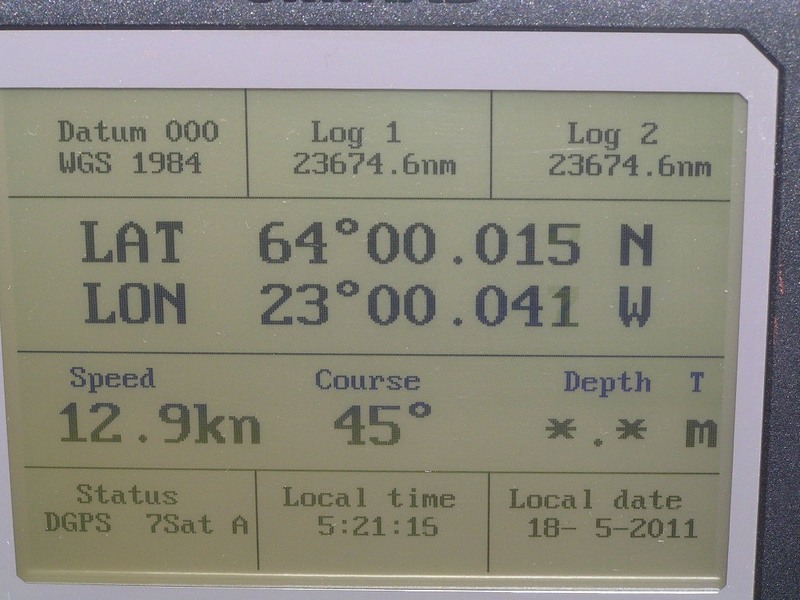 Datum 000
WGS 1984
Log 1
23674.6nm
Log 2
23674.6nm
LAT 64°00.015 N
LON 23°00.041 W
Speed
12.9kn
Course
45°
Depth T
*.* m
Status
DGPS 7Sat A
Local time
5:21:16
Local date
18- 5-2011